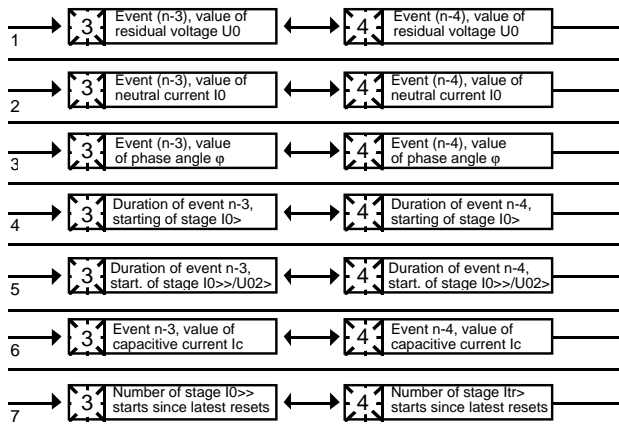 3 Event (n-3), value of
residual voltage U0
4 Event (n-4), value of
residual voltage U0
1
3 Event (n-3), value of
neutral current I0
4 Event (n-4), value of
neutral current I0
2
3 Event (n-3), value
of phase angle φ
4 Event (n-4), value
of phase angle φ
3
3 Duration of event n-3,
starting of stage I0>
4 Duration of event n-4,
starting of stage I0>
4
3 Duration of event n-3,
start. of stage I0>>/U02>
4 Duration of event n-4,
start. of stage I0>>/U02>
5
3 Event n-3, value of
capacitive current Ic
4 Event n-4, value of
capacitive current Ic
6
3 Number of stage I0>>
starts since latest resets
4 Number of stage Itr>
starts since latest resets
7